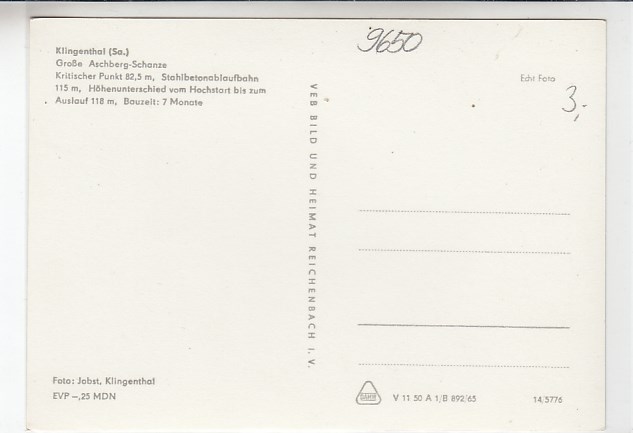 9650
Klingenthal (Sa.)
Große Aschberg-Schanze
Kritischer Punkt 82,5 m, Stahlbetonablaufbahn
115 m, Höhenunterschied vom Hochstart bis zum
Auslauf 118 m, Bauzeit: 7 Monate
Echt Foto
3,-
VEB BILD UND HEIMAT REICHENBACH I. V.
Foto: Jobst, Klingenthal
EVP -,25 MDN
V 11 50 A 1/B 892/65
14/5776